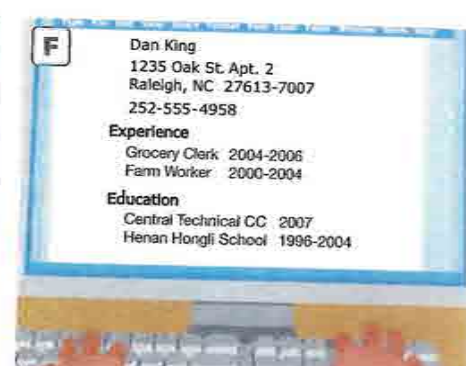 F
Dan King
1235 Oak St. Apt. 2
Raleigh, NC 27613-7007
252-555-4958
Experience
Grocery Clerk 2004-2006
Farm Worker 2000-2004
Education
Central Technical CC 2007
Henan Hongli School 1996-2004